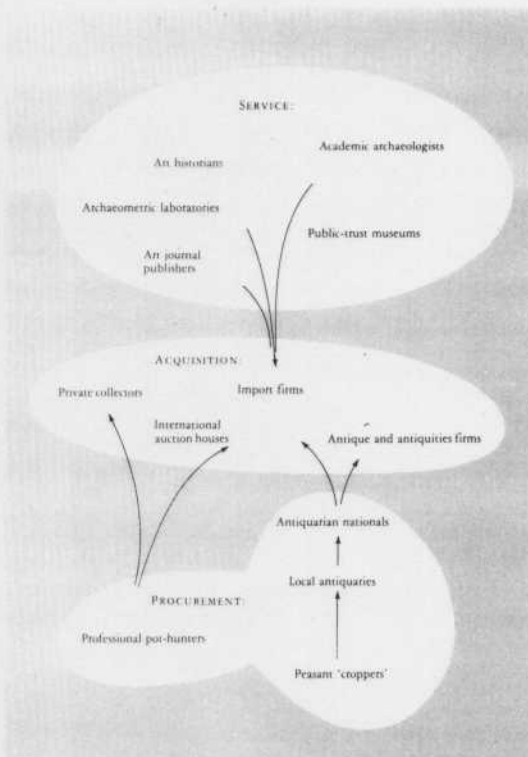 SERVICE:
Academic archaeologists
Art historians
Archaeometric laboratories
Public-trust museums
Art journal
publishers
ACQUISITION:
Private collectors
Import firms
International
auction houses
Antique and antiquities firms
Antiquarian nationals
Local antiquaries
PROCUREMENT:
Professional pot-hunters
Peasant 'croppers'